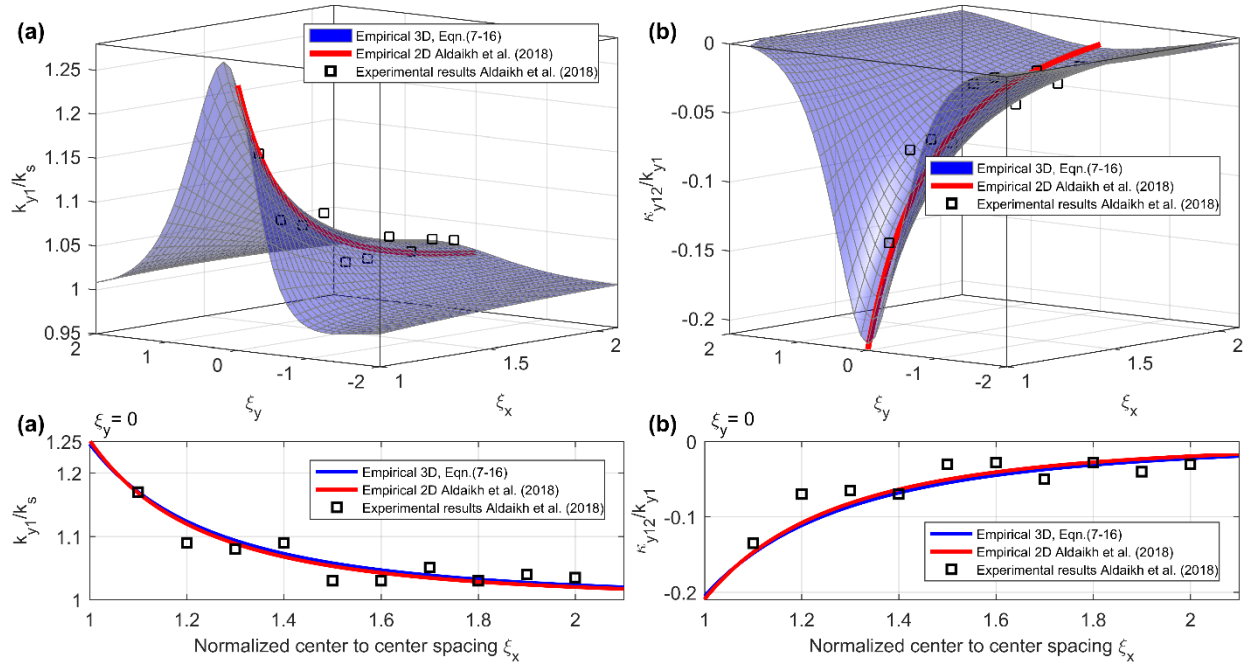 (a)
Empirical 3D, Eqn.(7-16)
Empirical 2D Aldaikh et al. (2018)
Experimental results Aldaikh et al. (2018)
k_y1/k_s
1.25
1.2
1.15
1.1
1.05
1
0.95
2
1
0
-1
-2
ξ_y
1
1.5
2
ξ_x
(b)
Empirical 3D, Eqn.(7-16)
Empirical 2D Aldaikh et al. (2018)
Experimental results Aldaikh et al. (2018)
κ_y12/k_y1
0
-0.05
-0.1
-0.15
-0.2
2
1
0
-1
-2
ξ_y
1
1.5
2
ξ_x
(a)
ξ_y= 0
Empirical 3D, Eqn.(7-16)
Empirical 2D Aldaikh et al. (2018)
Experimental results Aldaikh et al. (2018)
k_y1/k_s
1.25
1.2
1.1
1
1
1.2
1.4
1.6
1.8
2
Normalized center to center spacing ξ_x
(b)
ξ_y= 0
Empirical 3D, Eqn.(7-16)
Empirical 2D Aldaikh et al. (2018)
Experimental results Aldaikh et al. (2018)
κ_y12/k_y1
0
-0.1
-0.2
1
1.2
1.4
1.6
1.8
2
Normalized center to center spacing ξ_x